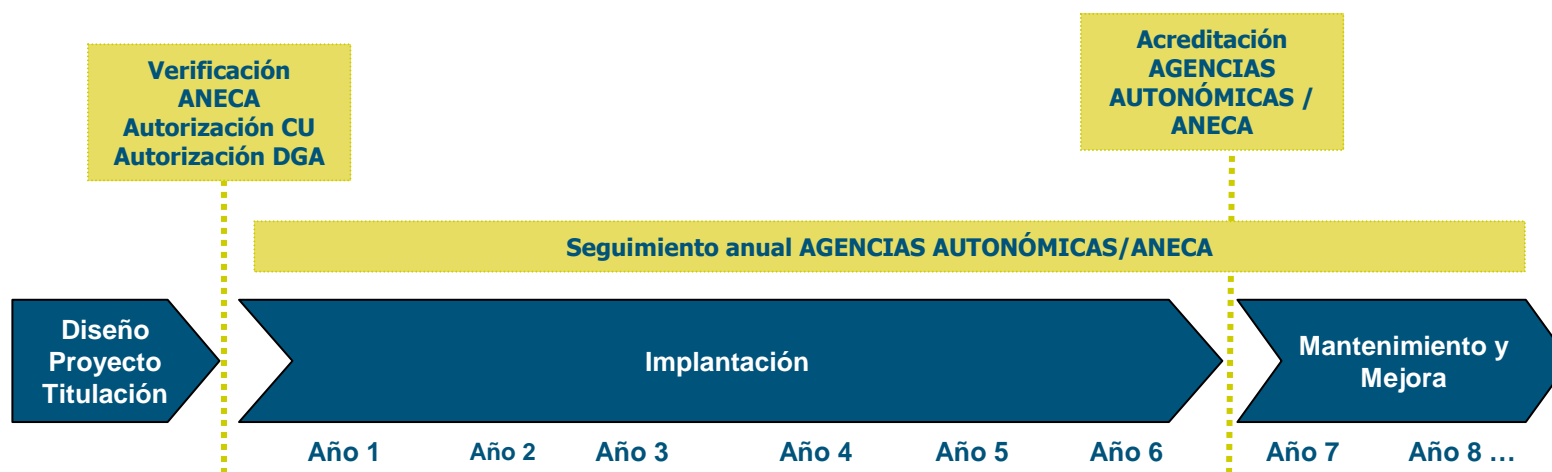 Verificación
ANECA
Autorización CU
Autorización DGA
Acreditación
AGENCIAS
AUTONÓMICAS /
ANECA
Seguimiento anual AGENCIAS AUTONÓMICAS/ANECA
Diseño
Proyecto
Titulación
Implantación
Mantenimiento y
Mejora
Año 1 Año 2 Año 3 Año 4 Año 5 Año 6 Año 7 Año 8 ...